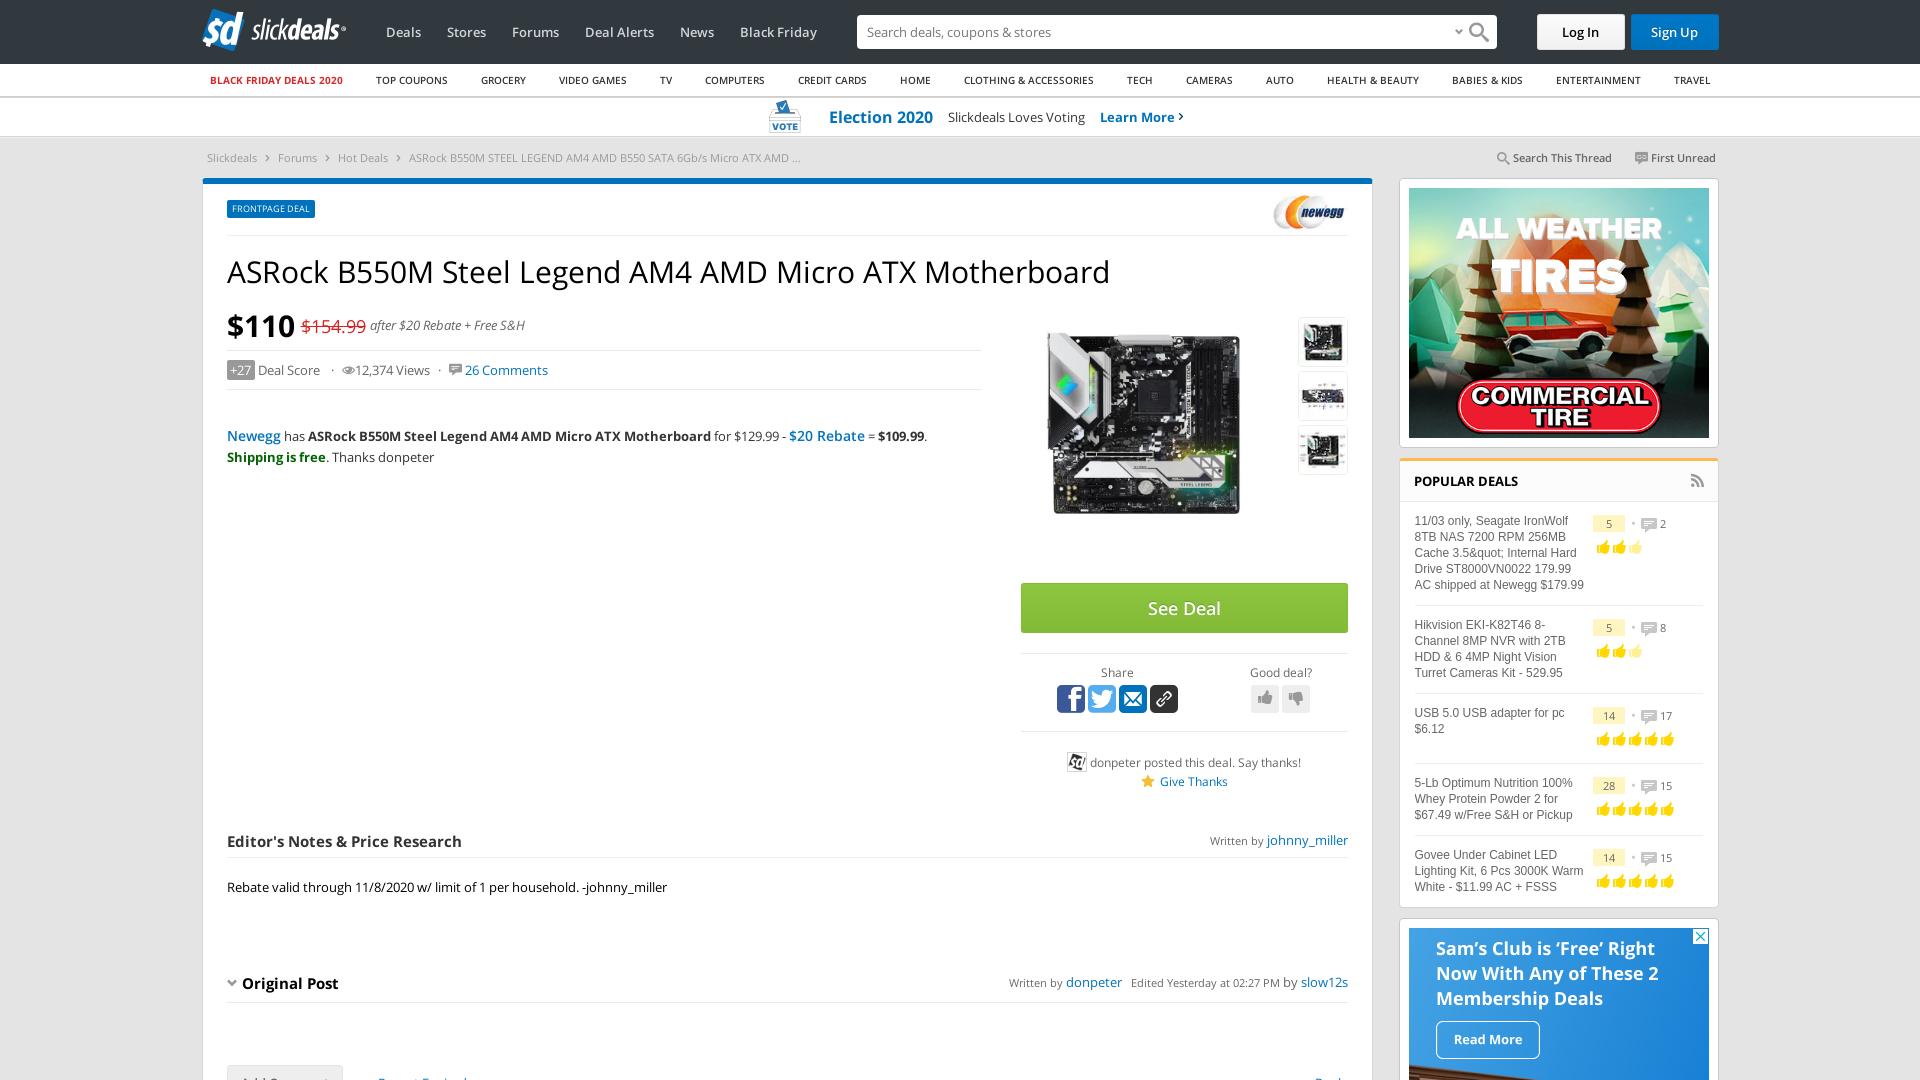 slickdeals
Deals Stores Forums Deal Alerts News Black Friday
Search deals, coupons & stores
Log In
Sign Up
BLACK FRIDAY DEALS 2020 TOP COUPONS GROCERY VIDEO GAMES TV COMPUTERS CREDIT CARDS HOME CLOTHING & ACCESSORIES TECH CAMERAS AUTO HEALTH & BEAUTY BABIES & KIDS ENTERTAINMENT TRAVEL
VOTE
Election 2020 Slickdeals Loves Voting Learn More
Slickdeals > Forums > Hot Deals > ASRock B550M STEEL LEGEND AM4 AMD B550 SATA 6Gb/s Micro ATX AMD ...
Search This Thread First Unread
FRONTPAGE DEAL
newegg
ASRock B550M Steel Legend AM4 AMD Micro ATX Motherboard
$110 $154.99 after $20 Rebate + Free S&H
+27 Deal Score · 12,374 Views · 26 Comments
Newegg has ASRock B550M Steel Legend AM4 AMD Micro ATX Motherboard for $129.99 - $20 Rebate = $109.99.
Shipping is free. Thanks donpeter
STEEL LEGEND
See Deal
Share
Good deal?
donpeter posted this deal. Say thanks!
Give Thanks
Editor's Notes & Price Research
Written by johnny_miller
Rebate valid through 11/8/2020 w/ limit of 1 per household. -johnny_miller
Original Post
Written by donpeter Edited Yesterday at 02:27 PM by slow12s
ALL WEATHER
TIRES
COMMERCIAL
TIRE
POPULAR DEALS
11/03 only, Seagate IronWolf
8TB NAS 7200 RPM 256MB
Cache 3.5&quot; Internal Hard
Drive ST8000VN0022 179.99
AC shipped at Newegg $179.99
5 • 2
Hikvision EKI-K82T46 8-
Channel 8MP NVR with 2TB
HDD & 6 4MP Night Vision
Turret Cameras Kit - 529.95
5 • 8
USB 5.0 USB adapter for pc
$6.12
14 • 17
5-Lb Optimum Nutrition 100%
Whey Protein Powder 2 for
$67.49 w/Free S&H or Pickup
28 • 15
Govee Under Cabinet LED
Lighting Kit, 6 Pcs 3000K Warm
White - $11.99 AC + FSSS
14 • 15
Sam's Club is ‘Free’ Right
Now With Any of These 2
Membership Deals
Read More